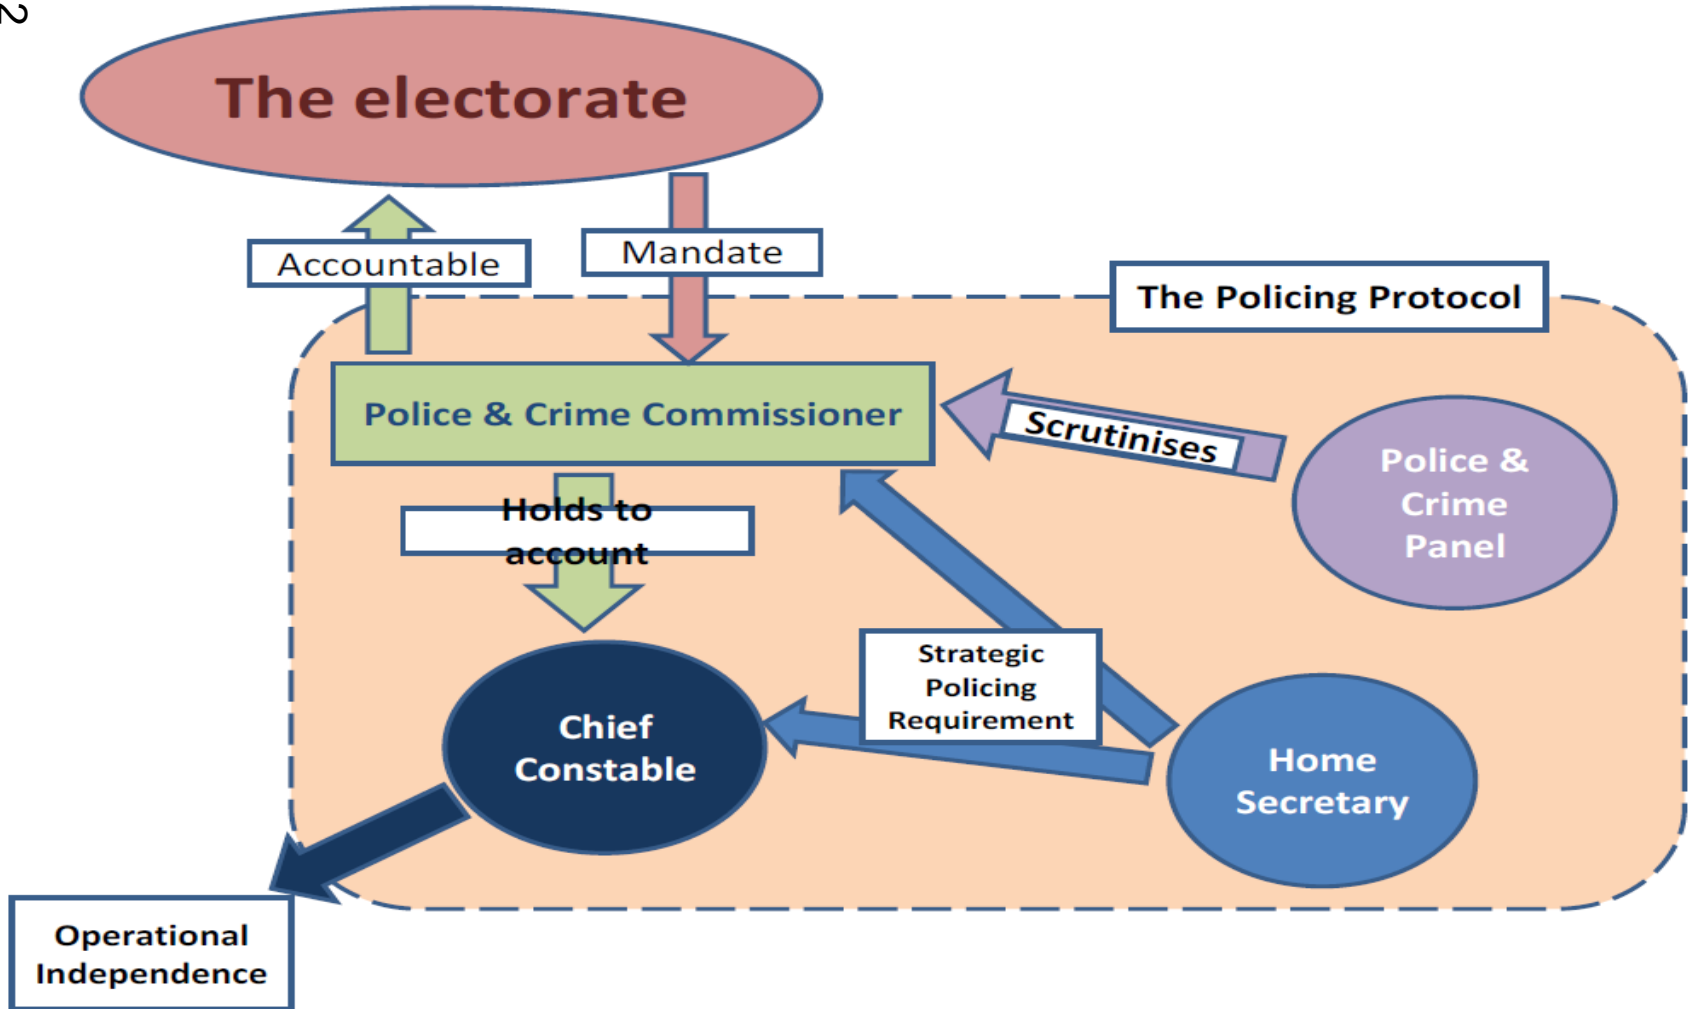 2
The electorate
Accountable
Mandate
The Policing Protocol
Police & Crime Commissioner
Scrutinises
Police &
Crime
Panel
Holds to
account
Strategic
Policing
Requirement
Chief
Constable
Home
Secretary
Operational
Independence